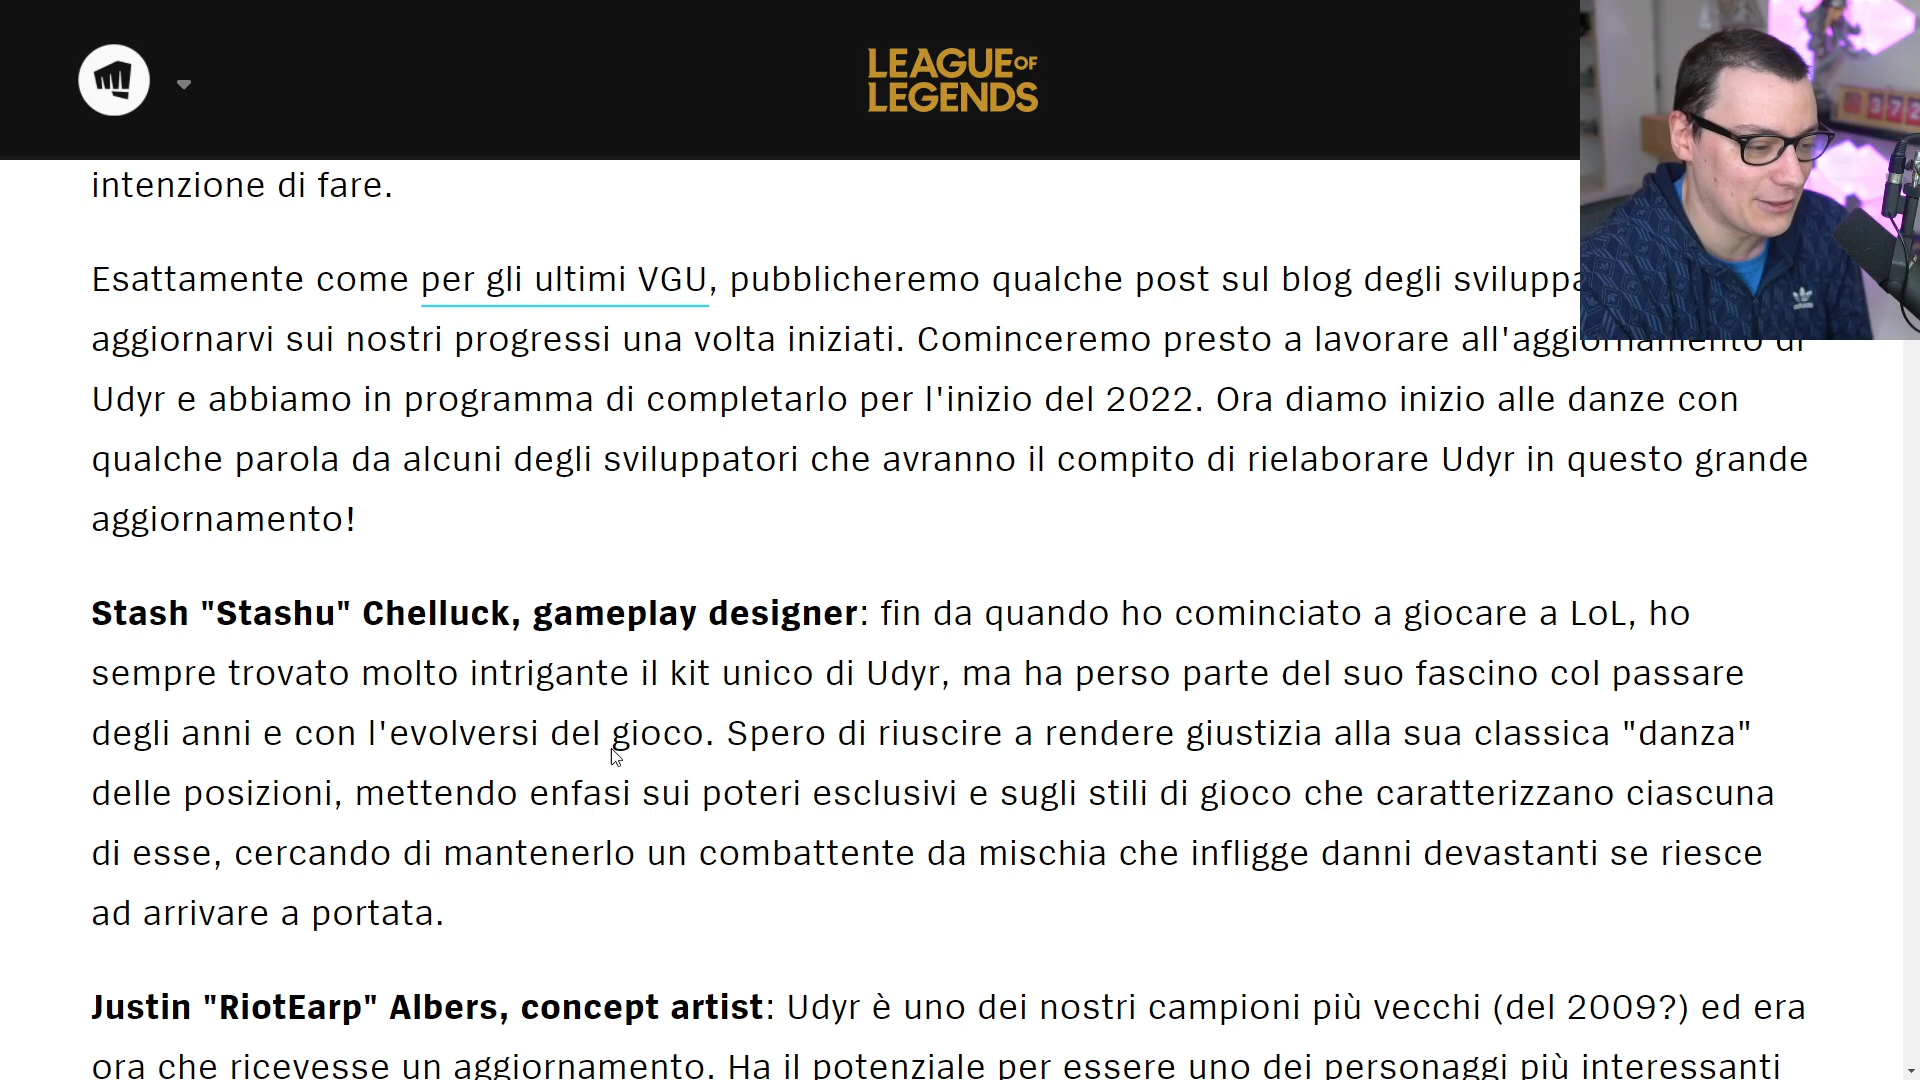 LEAGUE OF
LEGENDS
372
intenzione di fare.
Esattamente come per gli ultimi VGU, pubblicheremo qualche post sul blog degli
aggiornarvi sui nostri progressi una volta iniziati. Cominceremo presto a lavorare all'aggiornamento di
Udyr e abbiamo in programma di completarlo per l'inizio del 2022. Ora diamo inizio alle danze con
qualche parola da alcuni degli sviluppatori che avranno il compito di rielaborare Udyr in questo grande
aggiornamento!
Stash "Stashu" Chelluck, gameplay designer: fin da quando ho cominciato a giocare a LoL, ho
sempre trovato molto intrigante il kit unico di Udyr, ma ha perso parte del suo fascino col passare
degli anni e con l'evolversi del gioco. Spero di riuscire a rendere giustizia alla sua classica "danza"
delle posizioni, mettendo enfasi sui poteri esclusivi e sugli stili di gioco che caratterizzano ciascuna
di esse, cercando di mantenerlo un combattente da mischia che infligge danni devastanti se riesce
ad arrivare a portata.
Justin "RiotEarp" Albers, concept artist: Udyr è uno dei nostri campioni più vecchi (del 2009?) ed era
ora che ricevesse un aggiornamento. Ha il potenziale per essere uno dei personaggi più interessanti